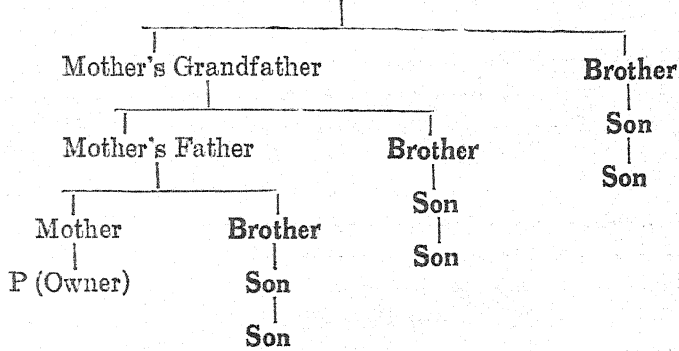 Mother's Grandfather Brother
Son
Mother's Father Brother Son
Son
Mother Brother Son
P (Owner) Son
Son